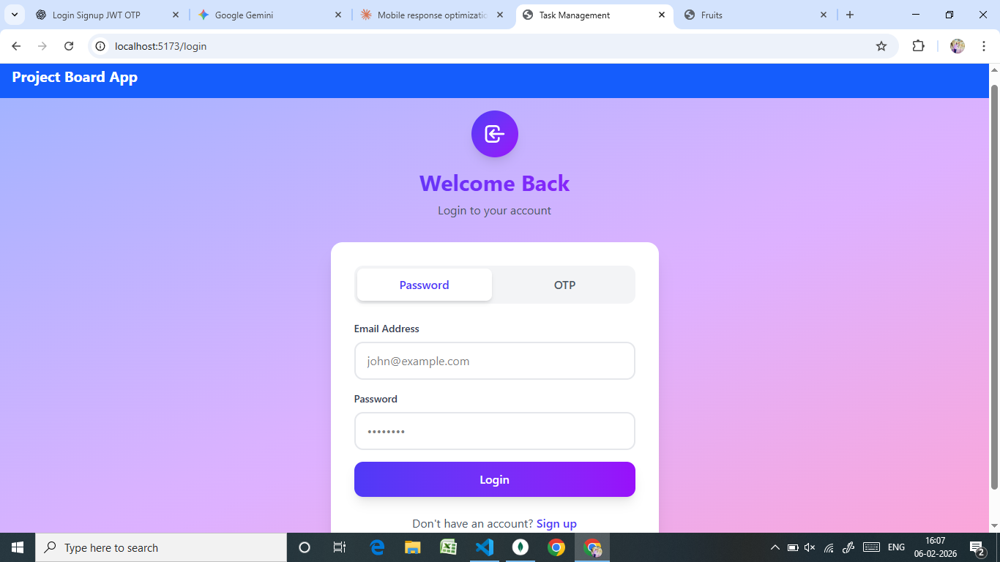 Login Signup JWT OTP
Google Gemini
Mobile response optimizatio
Task Management
Fruits
localhost:5173/login
Project Board App
Welcome Back
Login to your account
Password
OTP
Email Address
john@example.com
Password
••••••••
Login
Don't have an account? Sign up
Type here to search
ENG
16:07
06-02-2026
2